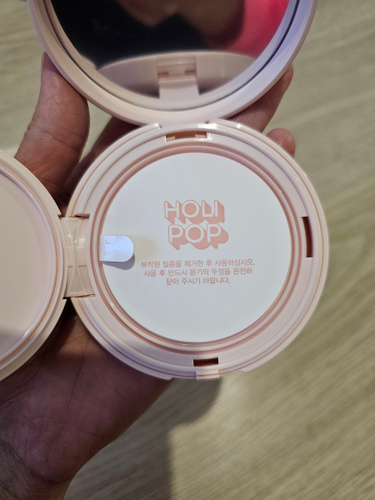 HOLI
POP
부착된 필름을 제거한 후 사용하십시오.
사용 후 반드시 용기의 뚜껑을 완전히
닫아 주시기 바랍니다.